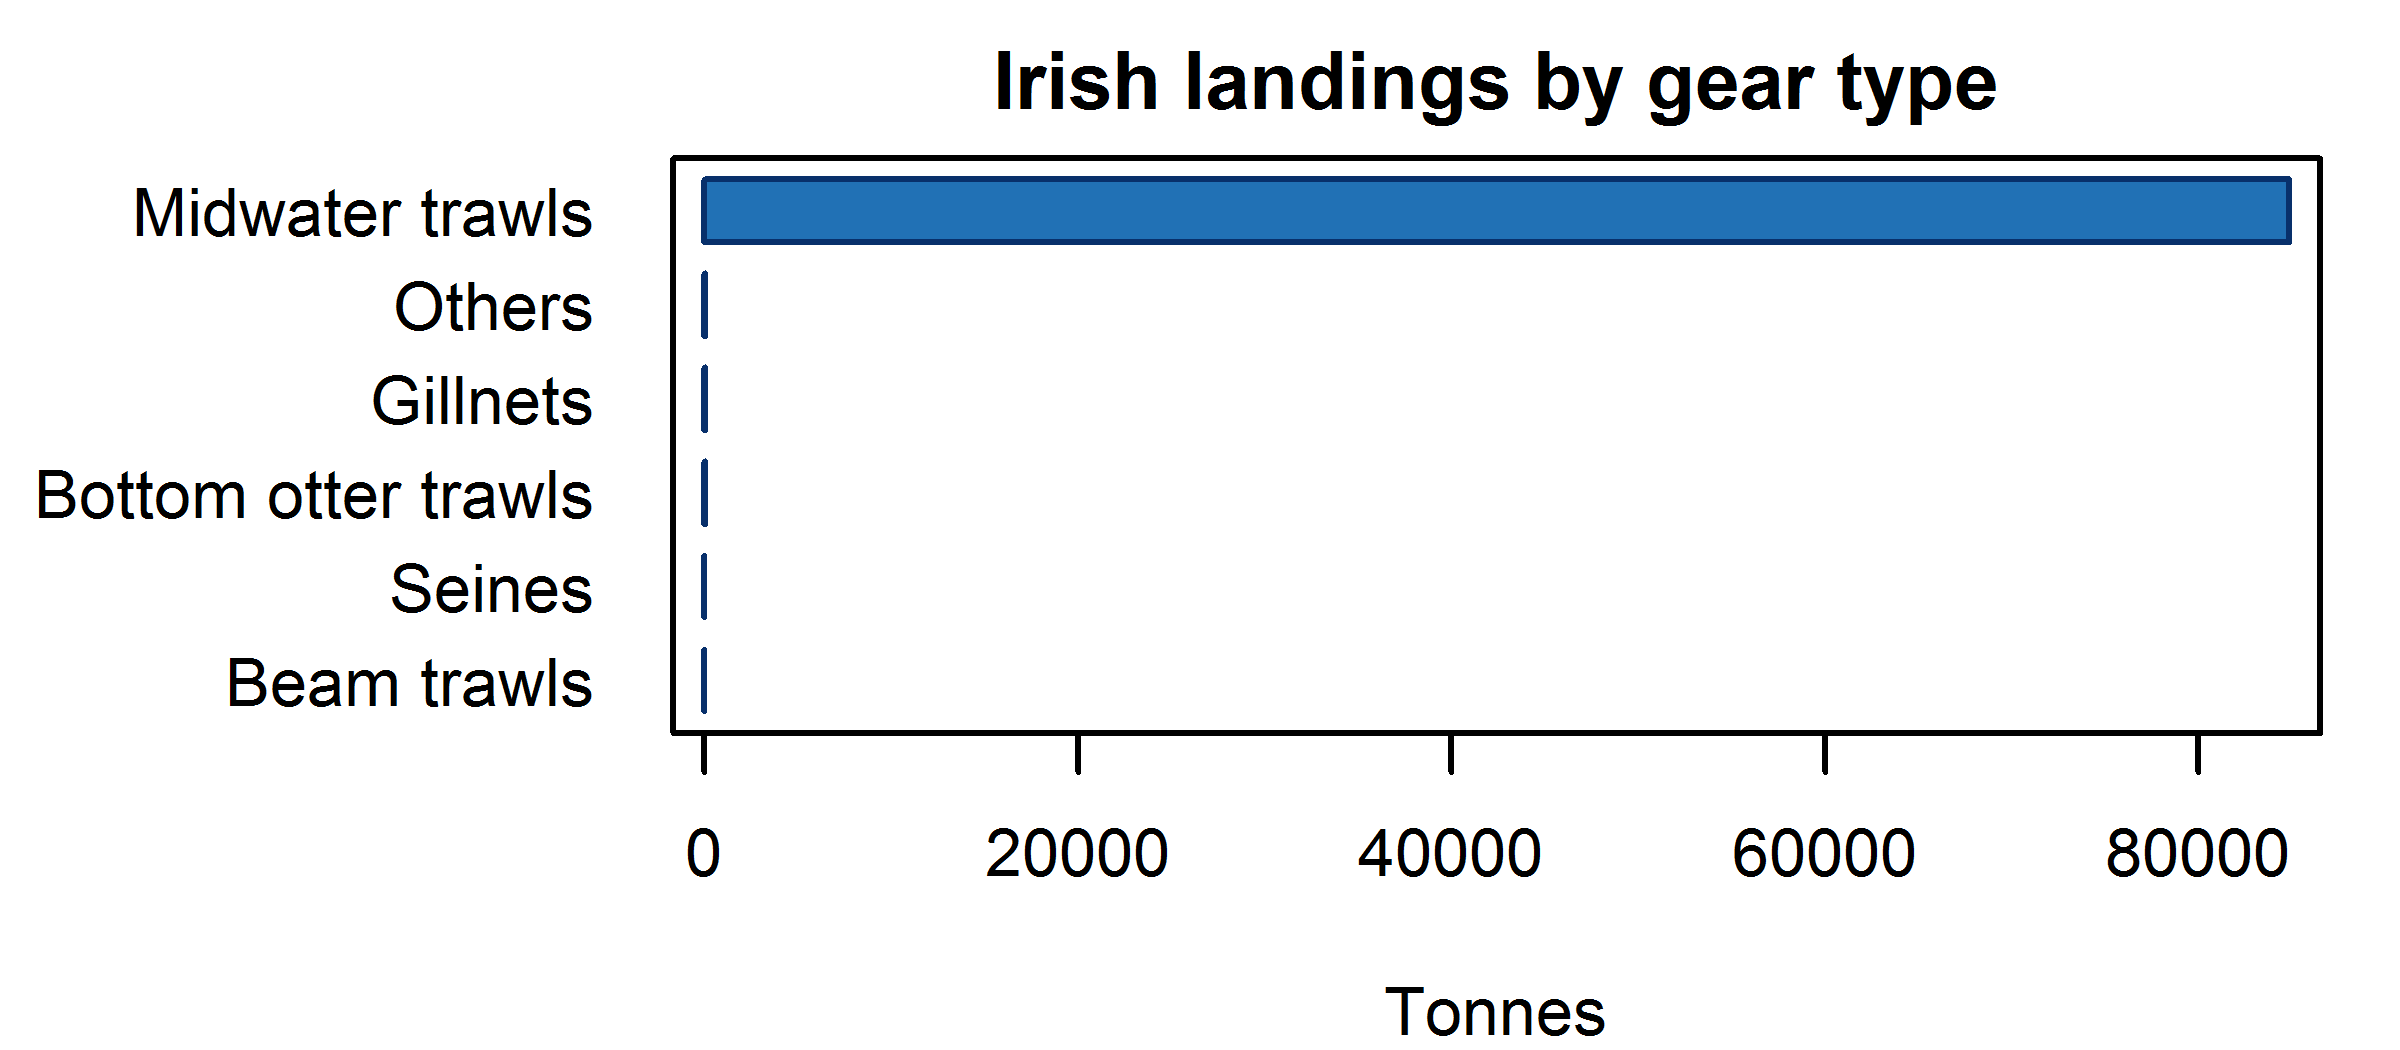 Irish landings by gear type
Midwater trawls
Others
Gillnets
Bottom otter trawls
Seines
Beam trawls
0 20000 40000 60000 80000
Tonnes